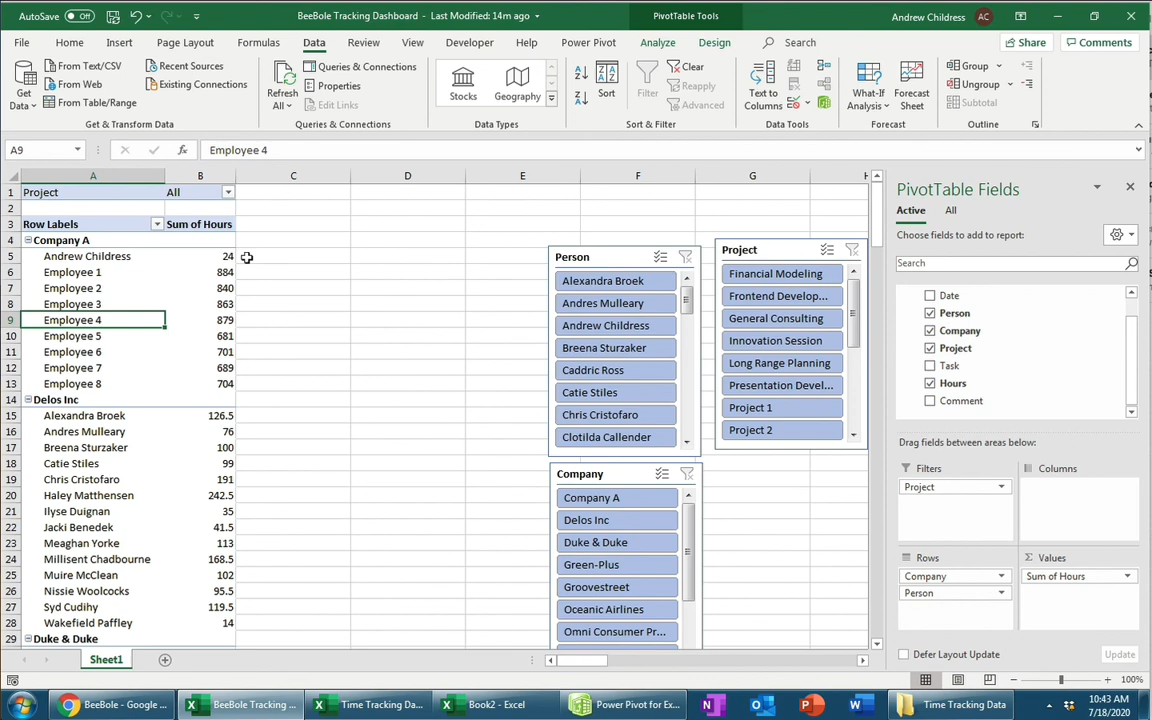 AutoSave Off BeeBole Tracking Dashboard - Last Modified: 14m ago PivotTable Tools Andrew Childress AC
File Home Insert Page Layout Formulas Data Review View Developer Help Power Pivot Analyze Design Search Share Comments
Get Data
From Text/CSV
From Web
From Table/Range
Recent Sources
Existing Connections
Get & Transform Data
Refresh All
Queries & Connections
Properties
Edit Links
Queries & Connections
Stocks
Geography
Data Types
Sort
Filter
Clear
Reapply
Advanced
Sort & Filter
Text to Columns
Data Tools
What-If Analysis
Forecast Sheet
Forecast
Group
Ungroup
Subtotal
Outline
A9 fx Employee 4
A B C D E F G H
1 Project All
2
3 Row Labels Sum of Hours
4 Company A
5 Andrew Childress 24
6 Employee 1 884
7 Employee 2 840
8 Employee 3 863
9 Employee 4 879
10 Employee 5 681
11 Employee 6 701
12 Employee 7 689
13 Employee 8 704
14 Delos Inc
15 Alexandra Broek 126.5
16 Andres Mulleary 76
17 Breena Sturzaker 100
18 Catie Stiles 99
19 Chris Cristofaro 191
20 Haley Matthensen 242.5
21 Ilyse Duignan 35
22 Jacki Benedek 41.5
23 Meaghan Yorke 113
24 Millisent Chadbourne 168.5
25 Muire McClean 102
26 Nissie Woolcocks 95.5
27 Syd Cudihy 119.5
28 Wakefield Paffley 14
29 Duke & Duke
Person
Alexandra Broek
Andres Mulleary
Andrew Childress
Breena Sturzaker
Caddric Ross
Catie Stiles
Chris Cristofaro
Clotilda Callender
Project
Financial Modeling
Frontend Develop...
General Consulting
Innovation Session
Long Range Planning
Presentation Devel...
Project 1
Project 2
Company
Company A
Delos Inc
Duke & Duke
Green-Plus
Groovestreet
Oceanic Airlines
Omni Consumer Pr...
PivotTable Fields
Active All
Choose fields to add to report:
Search
Date
Person
Company
Project
Task
Hours
Comment
Drag fields between areas below:
Filters
Project
Columns
Rows
Company
Person
Σ Values
Sum of Hours
Defer Layout Update Update
Sheet1
100%
BeeBole - Google ... BeeBole Tracking ... Time Tracking Da... Book2 - Excel Power Pivot for Ex... Time Tracking Data
10:43 AM
7/18/2020